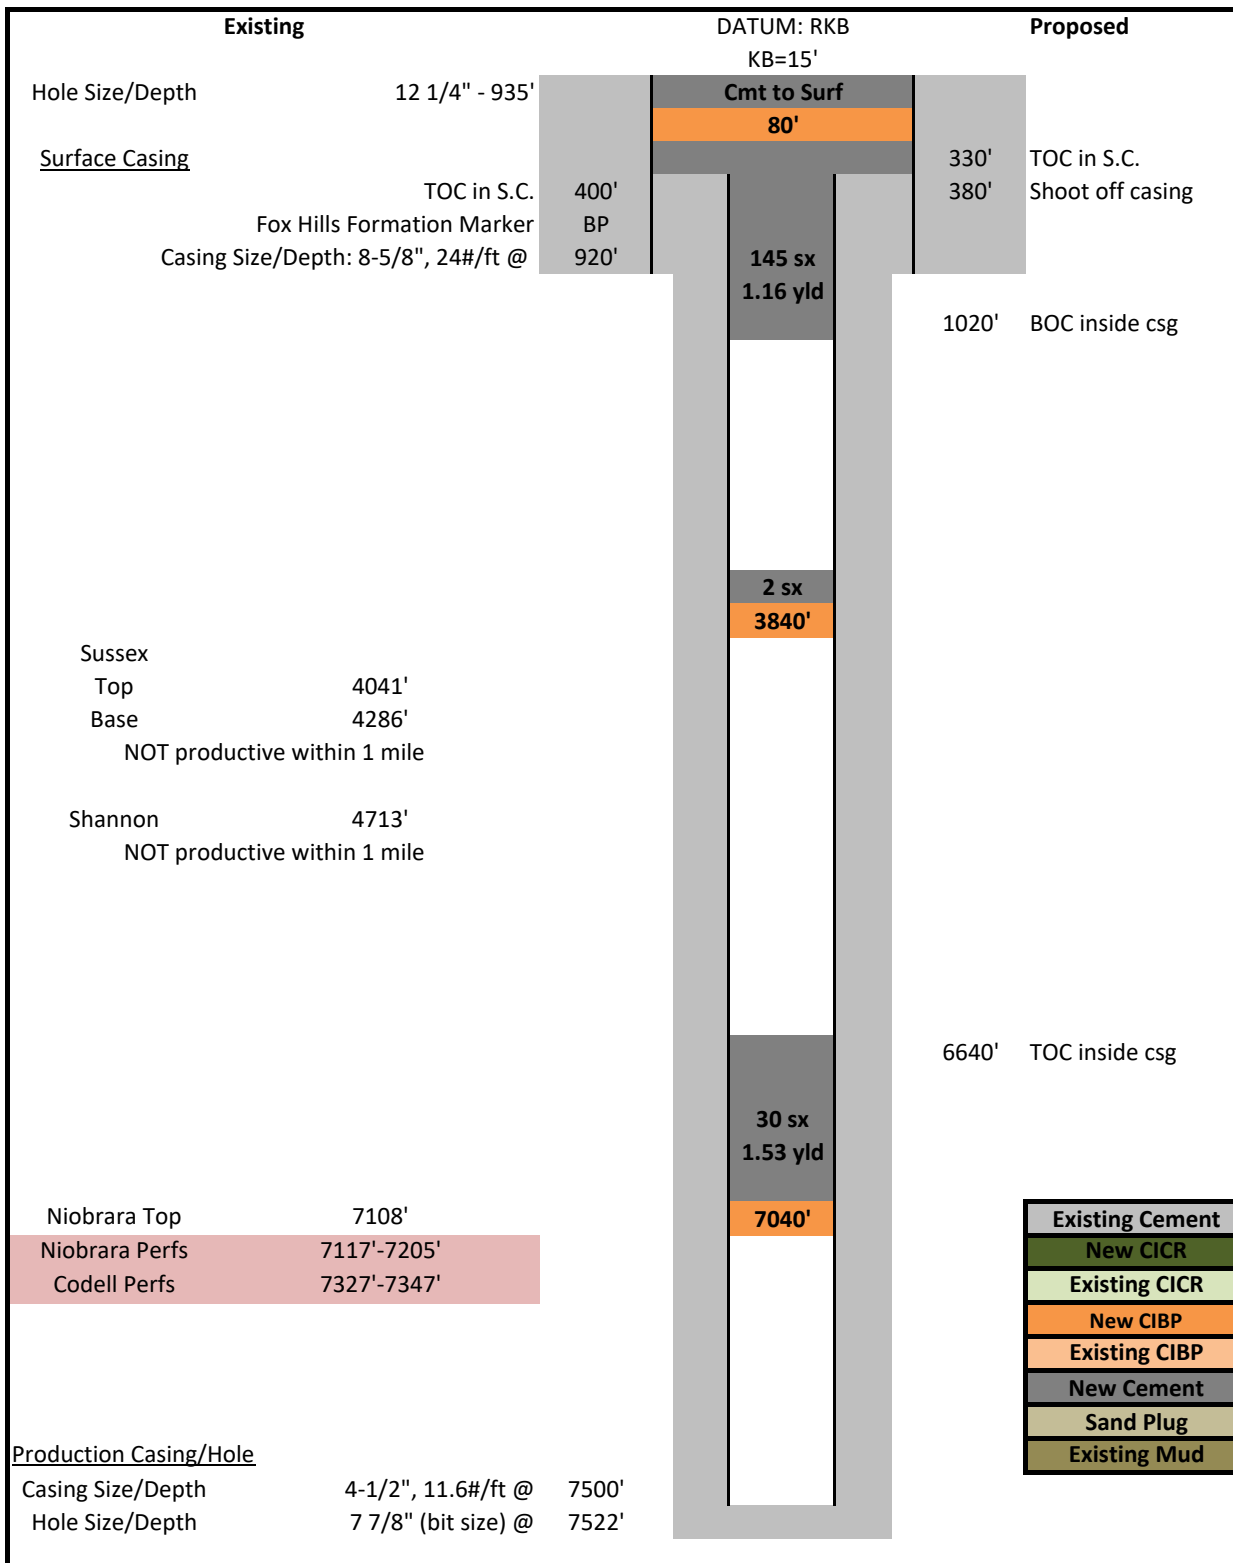 Existing DATUM: RKB Proposed
KB=15'
Hole Size/Depth 12 1/4" - 935' Cmt to Surf
80'
Surface Casing 330' TOC in S.C.
TOC in S.C. 400' 380' Shoot off casing
Fox Hills Formation Marker BP
Casing Size/Depth: 8-5/8", 24#/ft @ 920' 145 sx
1.16 yld
1020' BOC inside csg
2 sx
3840'
Sussex
Top 4041'
Base 4286'
NOT productive within 1 mile
Shannon 4713'
NOT productive within 1 mile
6640' TOC inside csg
30 sx
1.53 yld
Niobrara Top 7108' 7040' Existing Cement
Niobrara Perfs 7117'-7205' New CICR
Codell Perfs 7327'-7347' Existing CICR
New CIBP
Existing CIBP
New Cement
Sand Plug
Production Casing/Hole Existing Mud
Casing Size/Depth 4-1/2", 11.6#/ft @ 7500'
Hole Size/Depth 7 7/8" (bit size) @ 7522'